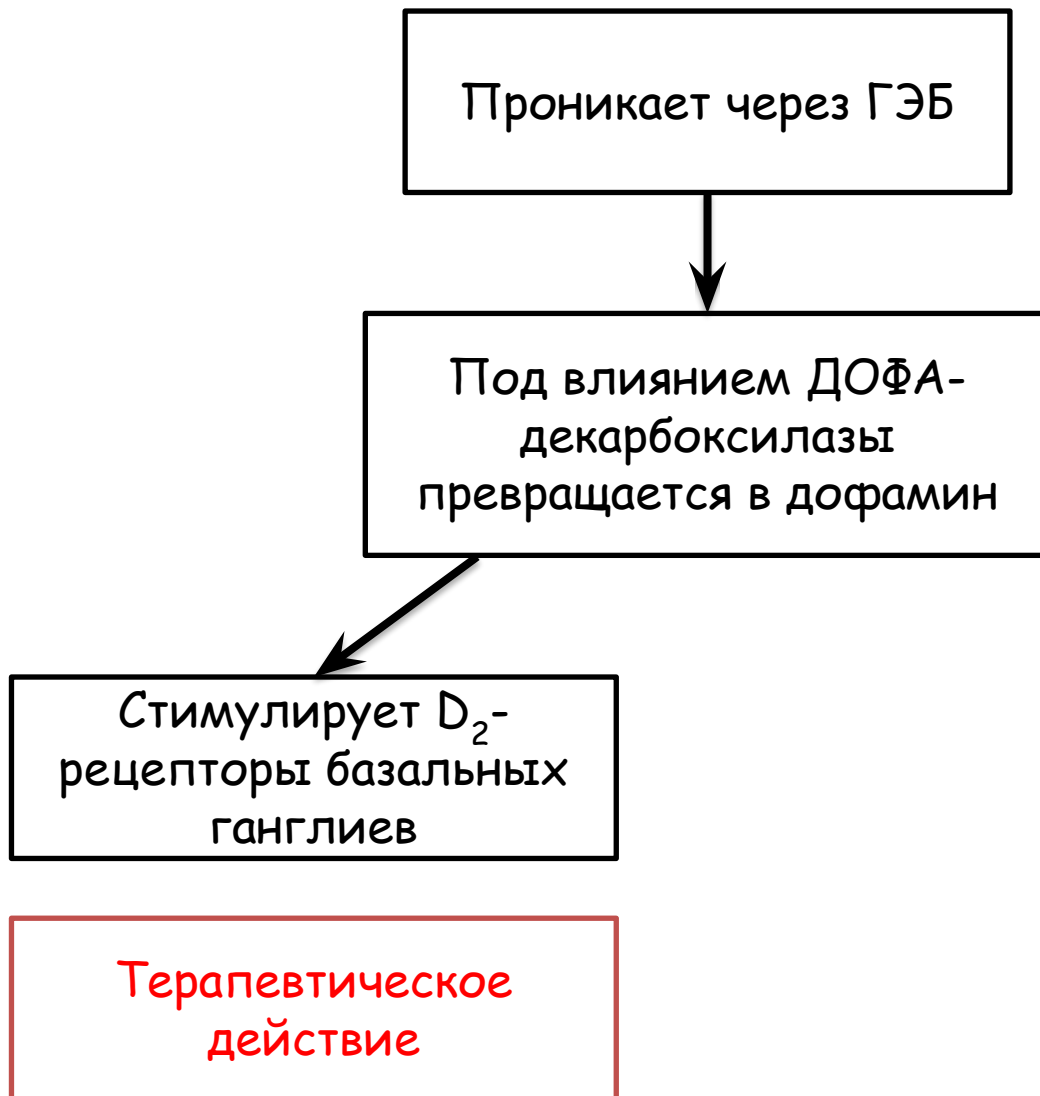 Проникает через ГЭБ
Под влиянием ДОФА-
декарбоксилазы
превращается в дофамин
Стимулирует D₂-
рецепторы базальных
ганглиев
Терапевтическое
действие